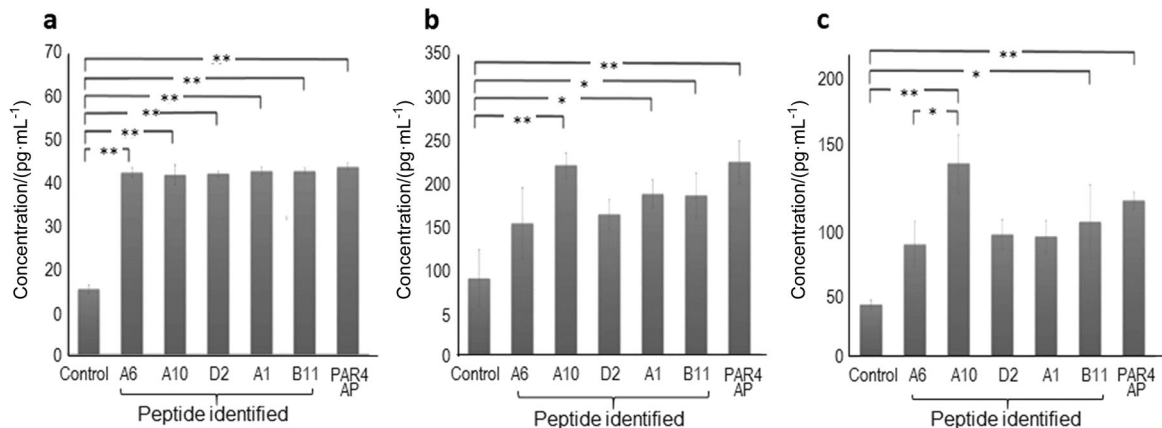 a
Concentration/(pg·mL⁻¹)
70
60
50
40
30
20
0
0
**
**
**
**
**
**
Control A6 A10 D2 A1 B11 PAR4
AP
Peptide identified
b
Concentration/(pg·mL⁻¹)
350
300
250
200
150
100
5
0
**
*
*
**
Control A6 A10 D2 A1 B11 PAR4
AP
Peptide identified
c
Concentration/(pg·mL⁻¹)
200
150
100
50
0
**
*
**
*
Control A6 A10 D2 A1 B11 PAR4
AP
Peptide identified